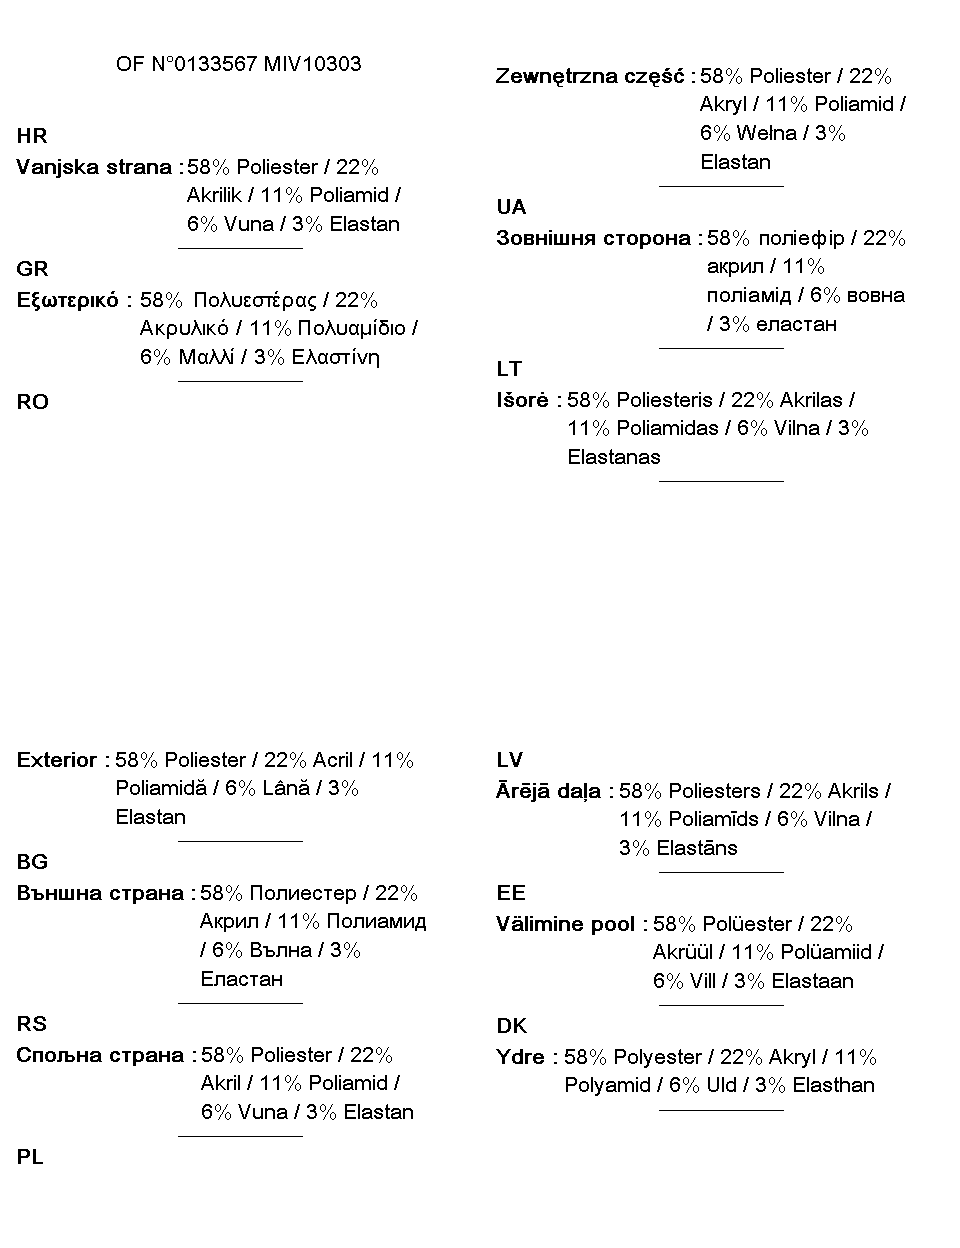 OF N°0133567 MIV10303
HR
Vanjska strana : 58% Poliester / 22%
Akrilik / 11% Poliamid /
6% Vuna / 3% Elastan
GR
Εξωτερικό : 58% Πολυεστέρας / 22%
Ακρυλικό / 11% Πολυαμίδιο /
6% Μαλλί / 3% Ελαστίνη
RO
Exterior : 58% Poliester / 22% Acril / 11%
Poliamidă / 6% Lână / 3%
Elastan
BG
Външна страна : 58% Полиестер / 22%
Акрил / 11% Полиамид
/ 6% Вълна / 3%
Еластан
RS
Спољна страна : 58% Poliester / 22%
Akril / 11% Poliamid /
6% Vuna / 3% Elastan
PL
Zewnętrzna część : 58% Poliester / 22%
Akryl / 11% Poliamid /
6% Wełna / 3%
Elastan
UA
Зовнішня сторона : 58% поліефір / 22%
акрил / 11%
поліамід / 6% вовна
/ 3% еластан
LT
Išorė : 58% Poliesteris / 22% Akrilas /
11% Poliamidas / 6% Vilna / 3%
Elastanas
LV
Ārējā daļa : 58% Poliesters / 22% Akrils /
11% Poliamīds / 6% Vilna /
3% Elastāns
EE
Välimine pool : 58% Polüester / 22%
Akrüül / 11% Polüamiid /
6% Vill / 3% Elastaan
DK
Ydre : 58% Polyester / 22% Akryl / 11%
Polyamid / 6% Uld / 3% Elasthan